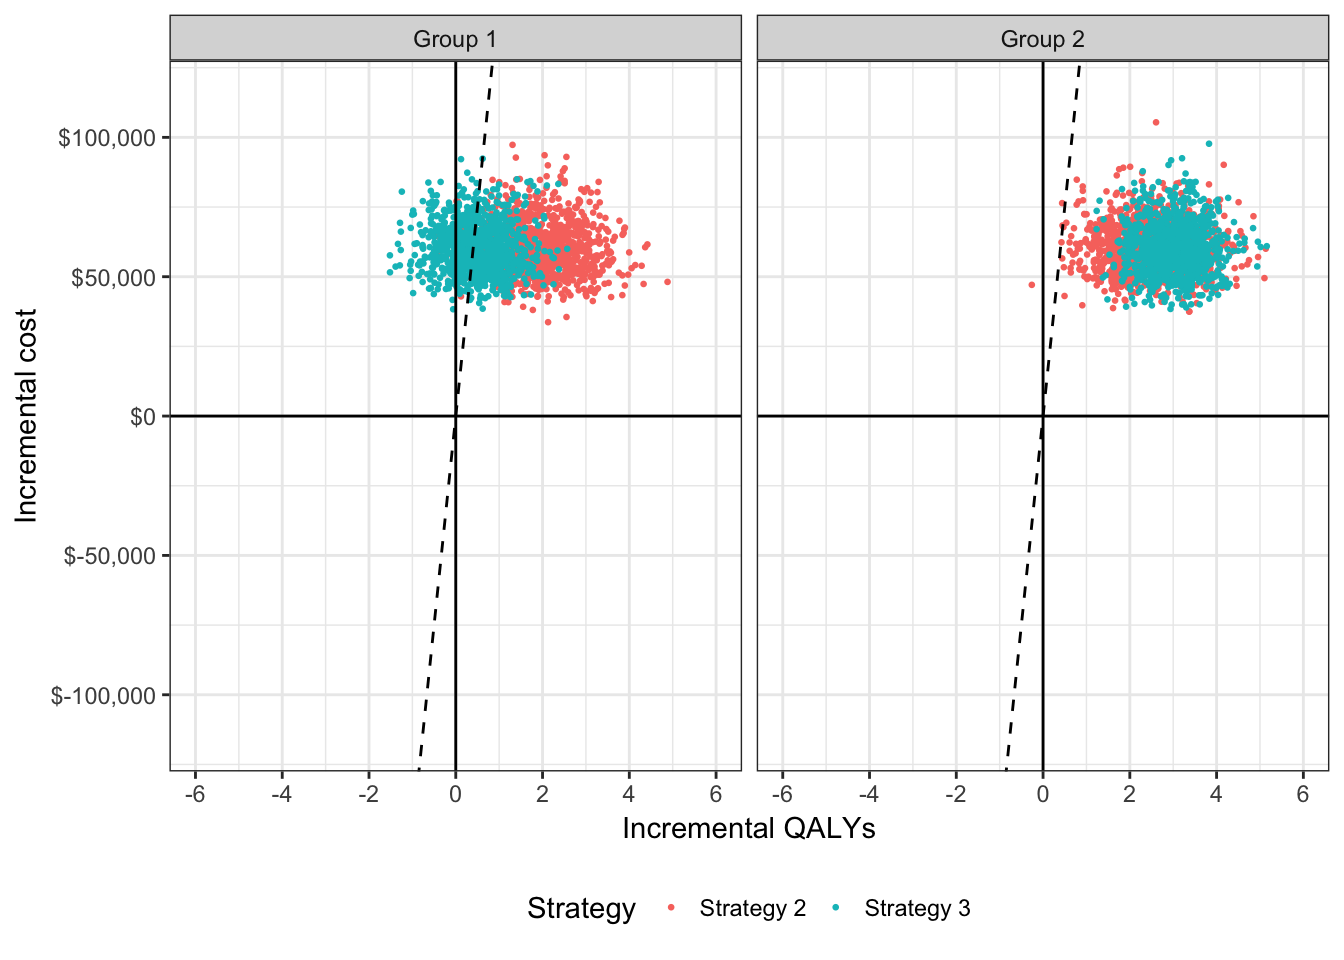 Group 1
Group 2
Incremental cost
$100,000
$50,000
$0
$-50,000
$-100,000
-6 -4 -2 0 2 4 6
-6 -4 -2 0 2 4 6
Incremental QALYs
Strategy Strategy 2 Strategy 3